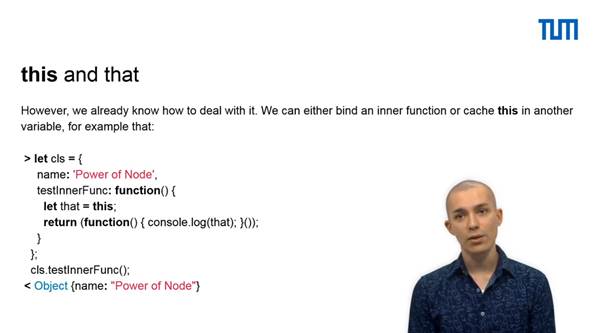 TUM
this and that
However, we already know how to deal with it. We can either bind an inner function or cache this in another
variable, for example that:
> let cls = {
name: 'Power of Node',
testInnerFunc: function() {
let that = this;
return (function() { console.log(that); }());
}
};
cls.testInnerFunc();
< Object {name: "Power of Node"}